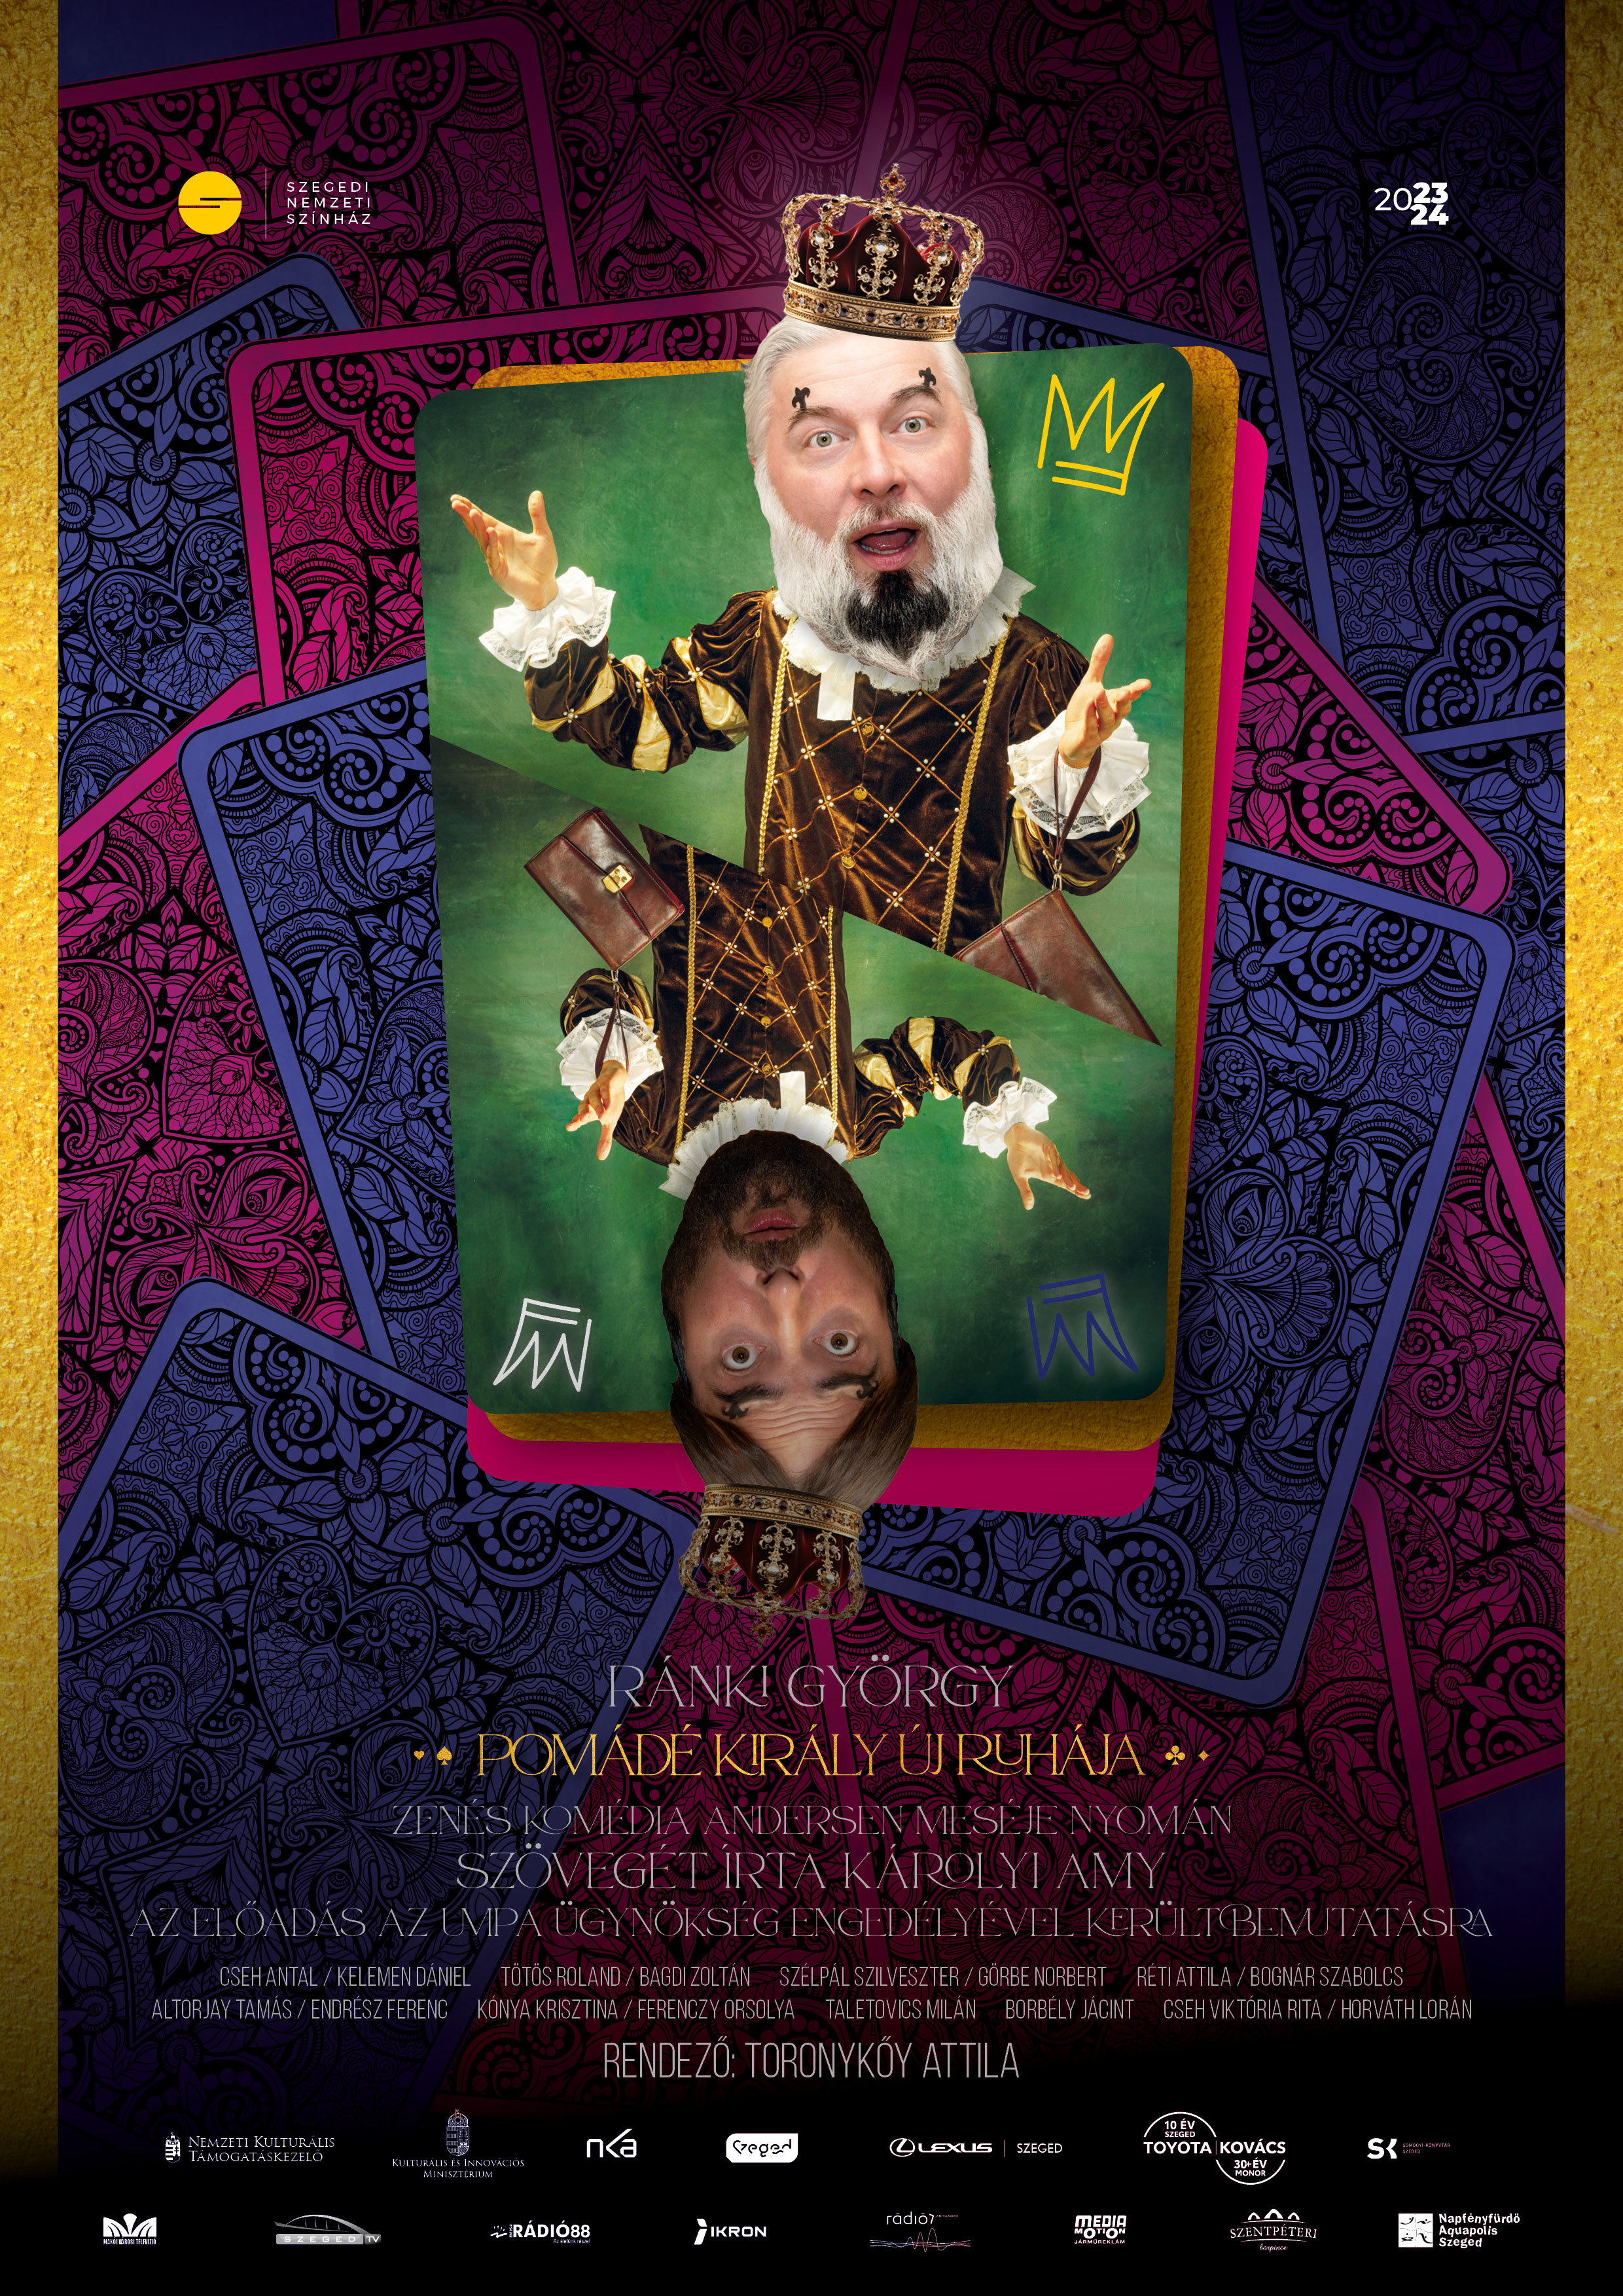 SZEGEDI
NEMZETI
SZÍNHÁZ
2023
24
RÁNKI GYÖRGY
POMÁDÉ KIRÁLY ÚJ RUHÁJA
ZENÉS KOMÉDIA ANDERSEN MESÉJE NYOMÁN
SZÖVEGÉT ÍRTA KÁROLYI AMY
AZ ELŐADÁS AZ UMPA ÜGYNÖKSÉG ENGEDÉLYÉVEL KERÜLT BEMUTATÁSRA
CSEH ANTAL / KELEMEN DÁNIEL TÖTÖS ROLAND / BAGDI ZOLTÁN SZÉLPÁL SZILVESZTER / GÖRBE NORBERT RÉTI ATTILA / BOGNÁR SZABOLCS
ALTORJAY TAMÁS / ENDRÉSZ FERENC KÓNYA KRISZTINA / FERENCZY ORSOLYA TALETOVICS MILÁN BORBÉLY JÁCINT CSEH VIKTÓRIA RITA / HORVÁTH LORÁN
RENDEZŐ: TORONYKŐY ATTILA
NEMZETI KULTURÁLIS
TÁMOGATÁSKEZELŐ
KULTURÁLIS ÉS INNOVÁCIÓS
MINISZTÉRIUM
nka
Szeged
LEXUS | SZEGED
10 ÉV
SZEGED
TOYOTA KOVÁCS
30+ÉV
MONOR
SK
SOMOGYI-KÖNYVTÁR
SZEGED
SZEGED TV
RÁDIÓ88
IKRON
rádió7
MEDIA
MOTION
JÁRMŰREKLÁM
SZENTPÉTERI
borpince
Napfényfürdő
Aquapolis
Szeged